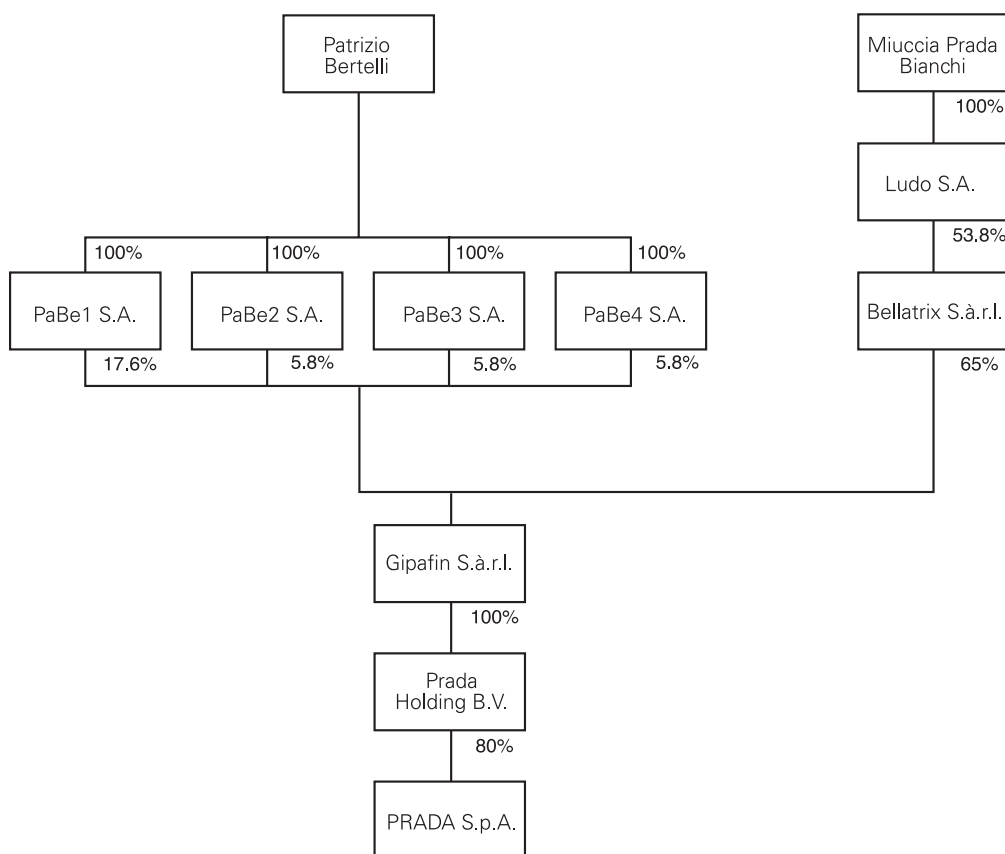 Patrizio
Bertelli
Miuccia Prada
Bianchi
100%
Ludo S.A.
53.8%
100%
100%
100%
100%
PaBe1 S.A.
PaBe2 S.A.
PaBe3 S.A.
PaBe4 S.A.
Bellatrix S.à.r.l.
17.6%
5.8%
5.8%
5.8%
65%
Gipafin S.à.r.l.
100%
Prada
Holding B.V.
80%
PRADA S.p.A.